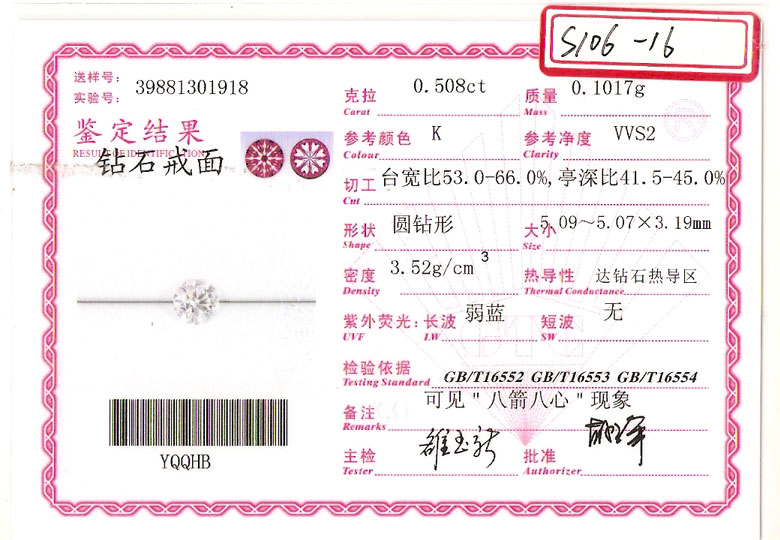 S106-16
送样号:
实验号: 39881301918
鉴定结果
RESULT OF IDENTIFICATION
钻石戒面
YQQHB
克拉 0.508ct 质量 0.1017g
Carat Mass
参考颜色 K 参考净度 VVS2
Colour Clarity
切工 台宽比53.0-66.0%,亭深比41.5-45.0%
Cut
形状 圆钻形 大小 5.09~5.07×3.19mm
Shape Size
密度 3.52g/cm³ 热导性 达钻石热导区
Density Thermal Conductance
紫外荧光: 长波 弱蓝 短波 无
UVF LW SW
检验依据
Testing Standard GB/T16552 GB/T16553 GB/T16554
备注 可见"八箭八心"现象
Remarks
主检 批准
Tester Authorizer